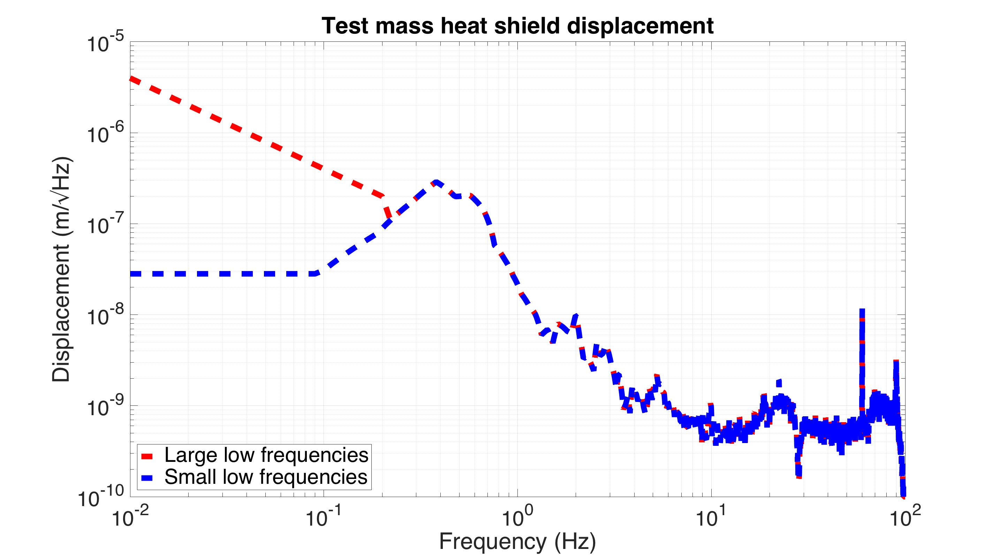 Test mass heat shield displacement
10^-5
10^-6
10^-7
10^-8
10^-9
10^-10
Displacement (m/√Hz)
Large low frequencies
Small low frequencies
10^-2 10^-1 10^0 10^1 10^2
Frequency (Hz)